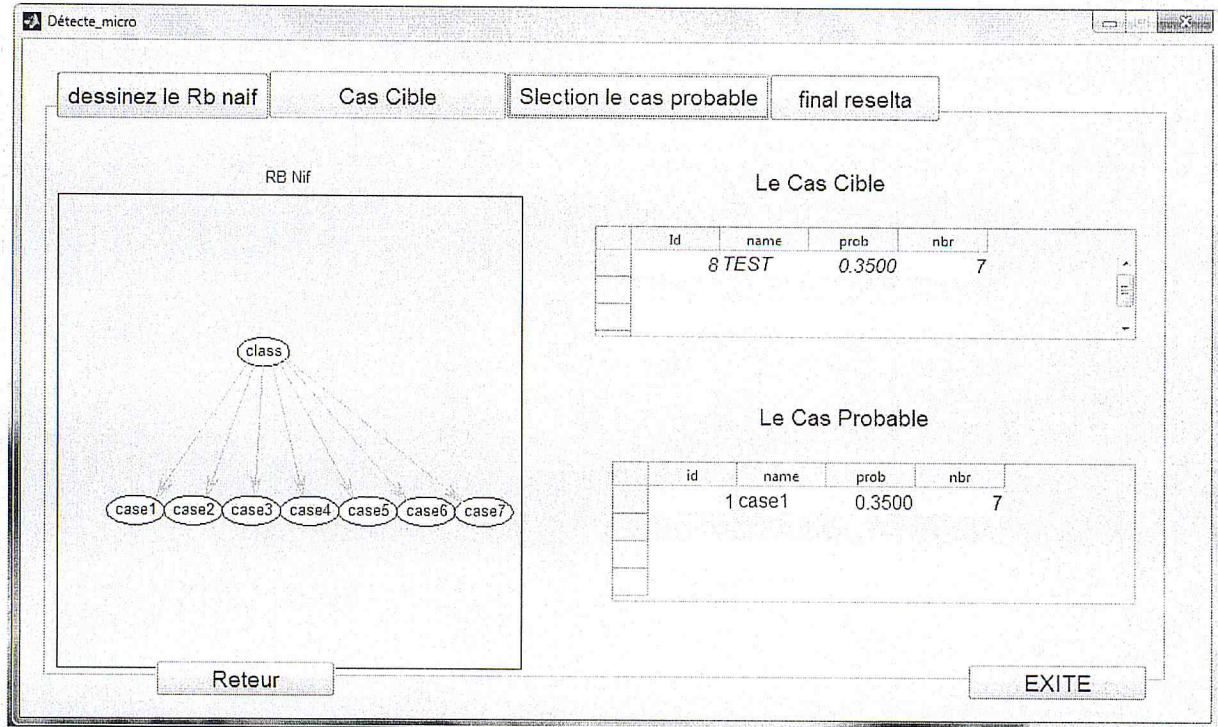 Détecte_micro
dessinez le Rb naif
Cas Cible
Slection le cas probable
final reselta
RB Nif
class
case1 case2 case3 case4 case5 case6 case7
Reteur
Le Cas Cible
Id name prob nbr
8 TEST 0.3500 7
Le Cas Probable
id name prob nbr
1 case1 0.3500 7
EXITE